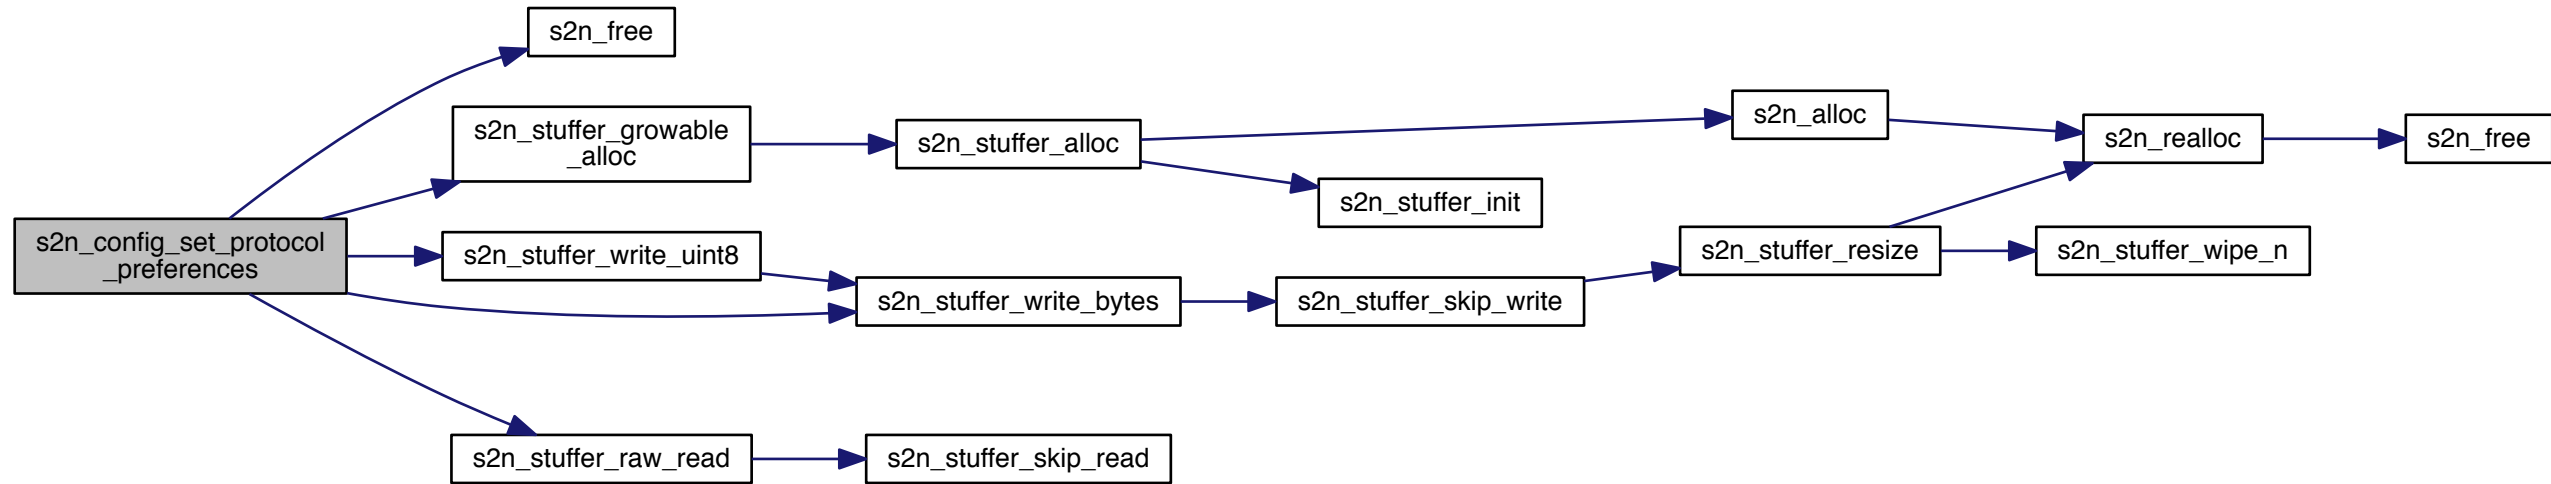 s2n_free
s2n_stuffer_growable
_alloc
s2n_stuffer_alloc
s2n_alloc
s2n_realloc
s2n_free
s2n_stuffer_init
s2n_config_set_protocol
_preferences
s2n_stuffer_write_uint8
s2n_stuffer_write_bytes
s2n_stuffer_skip_write
s2n_stuffer_resize
s2n_stuffer_wipe_n
s2n_stuffer_raw_read
s2n_stuffer_skip_read